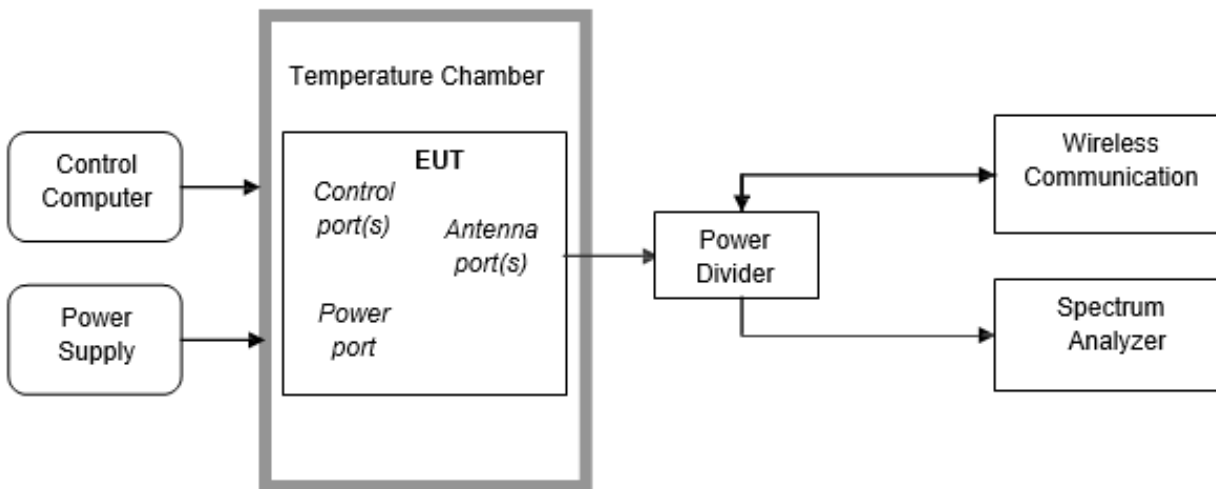 Temperature Chamber
Control
Computer
Power
Supply
EUT
Control
port(s)
Antenna
port(s)
Power
port
Power
Divider
Wireless
Communication
Spectrum
Analyzer